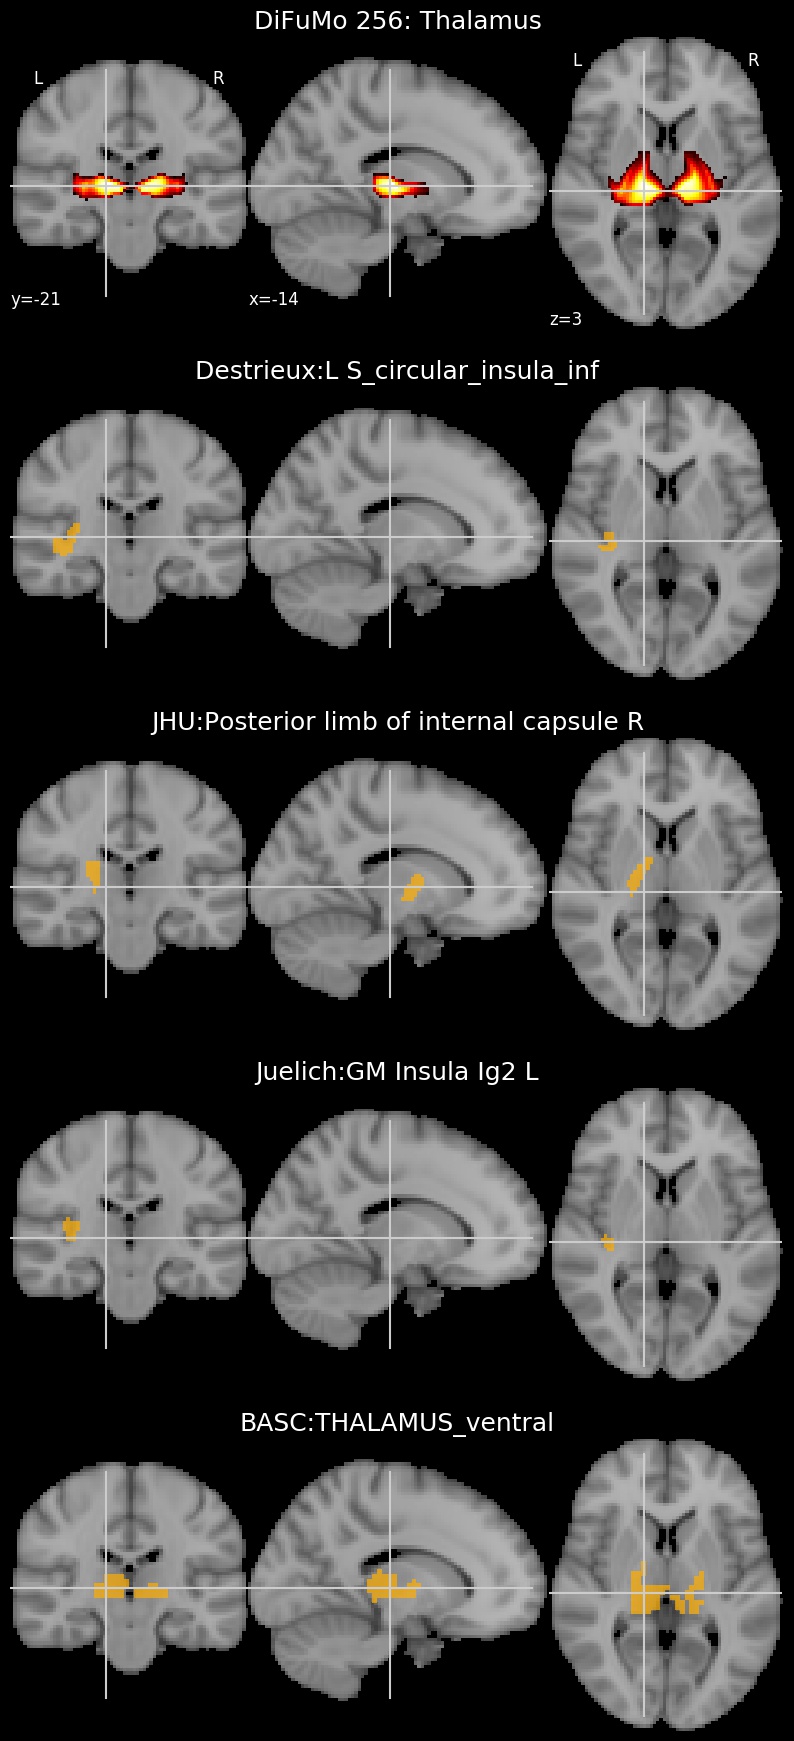 DiFuMo 256: Thalamus
L R L R
y=-21 x=-14 z=3
Destrieux:L S_circular_insula_inf
JHU:Posterior limb of internal capsule R
Juelich:GM Insula Ig2 L
BASC:THALAMUS_ventral